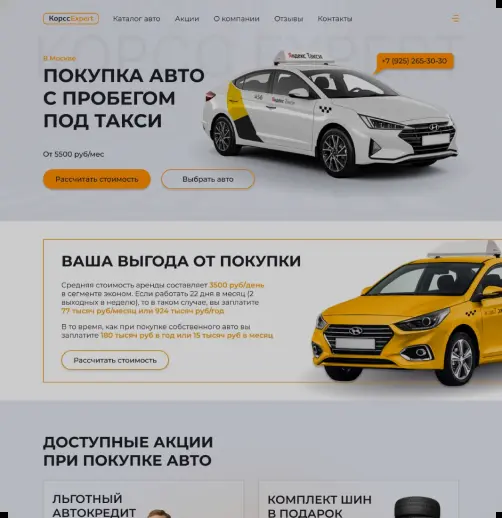 КорссExpert
Каталог авто
Акции
О компании
Отзывы
Контакты
КОРСС EXPERT
В Москве
+7 (925) 265-30-30
ПОКУПКА АВТО
С ПРОБЕГОМ
ПОД ТАКСИ
Яндекс Такси
От 5500 руб/мес
Рассчитать стоимость
Выбрать авто
ВАША ВЫГОДА ОТ ПОКУПКИ
Средняя стоимость аренды составляет 3500 руб/день
в сегменте эконом. Если работать 22 дня в месяц (2
выходных в неделю), то в таком случае, вы заплатите
77 тысяч руб/месяц или 924 тысяч руб/год
В то время, как при покупке собственного авто вы
заплатите 180 тысяч руб в год или 15 тысяч руб в месяц
Рассчитать стоимость
ДОСТУПНЫЕ АКЦИИ
ПРИ ПОКУПКЕ АВТО
ЛЬГОТНЫЙ
АВТОКРЕДИТ
КОМПЛЕКТ ШИН
В ПОДАРОК